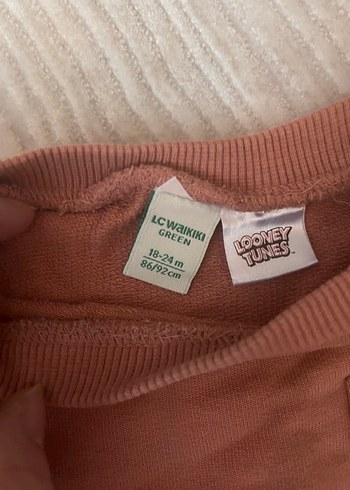 LC WAIKIKI
GREEN
18-24 m
86/92cm
LOONEY
TUNES